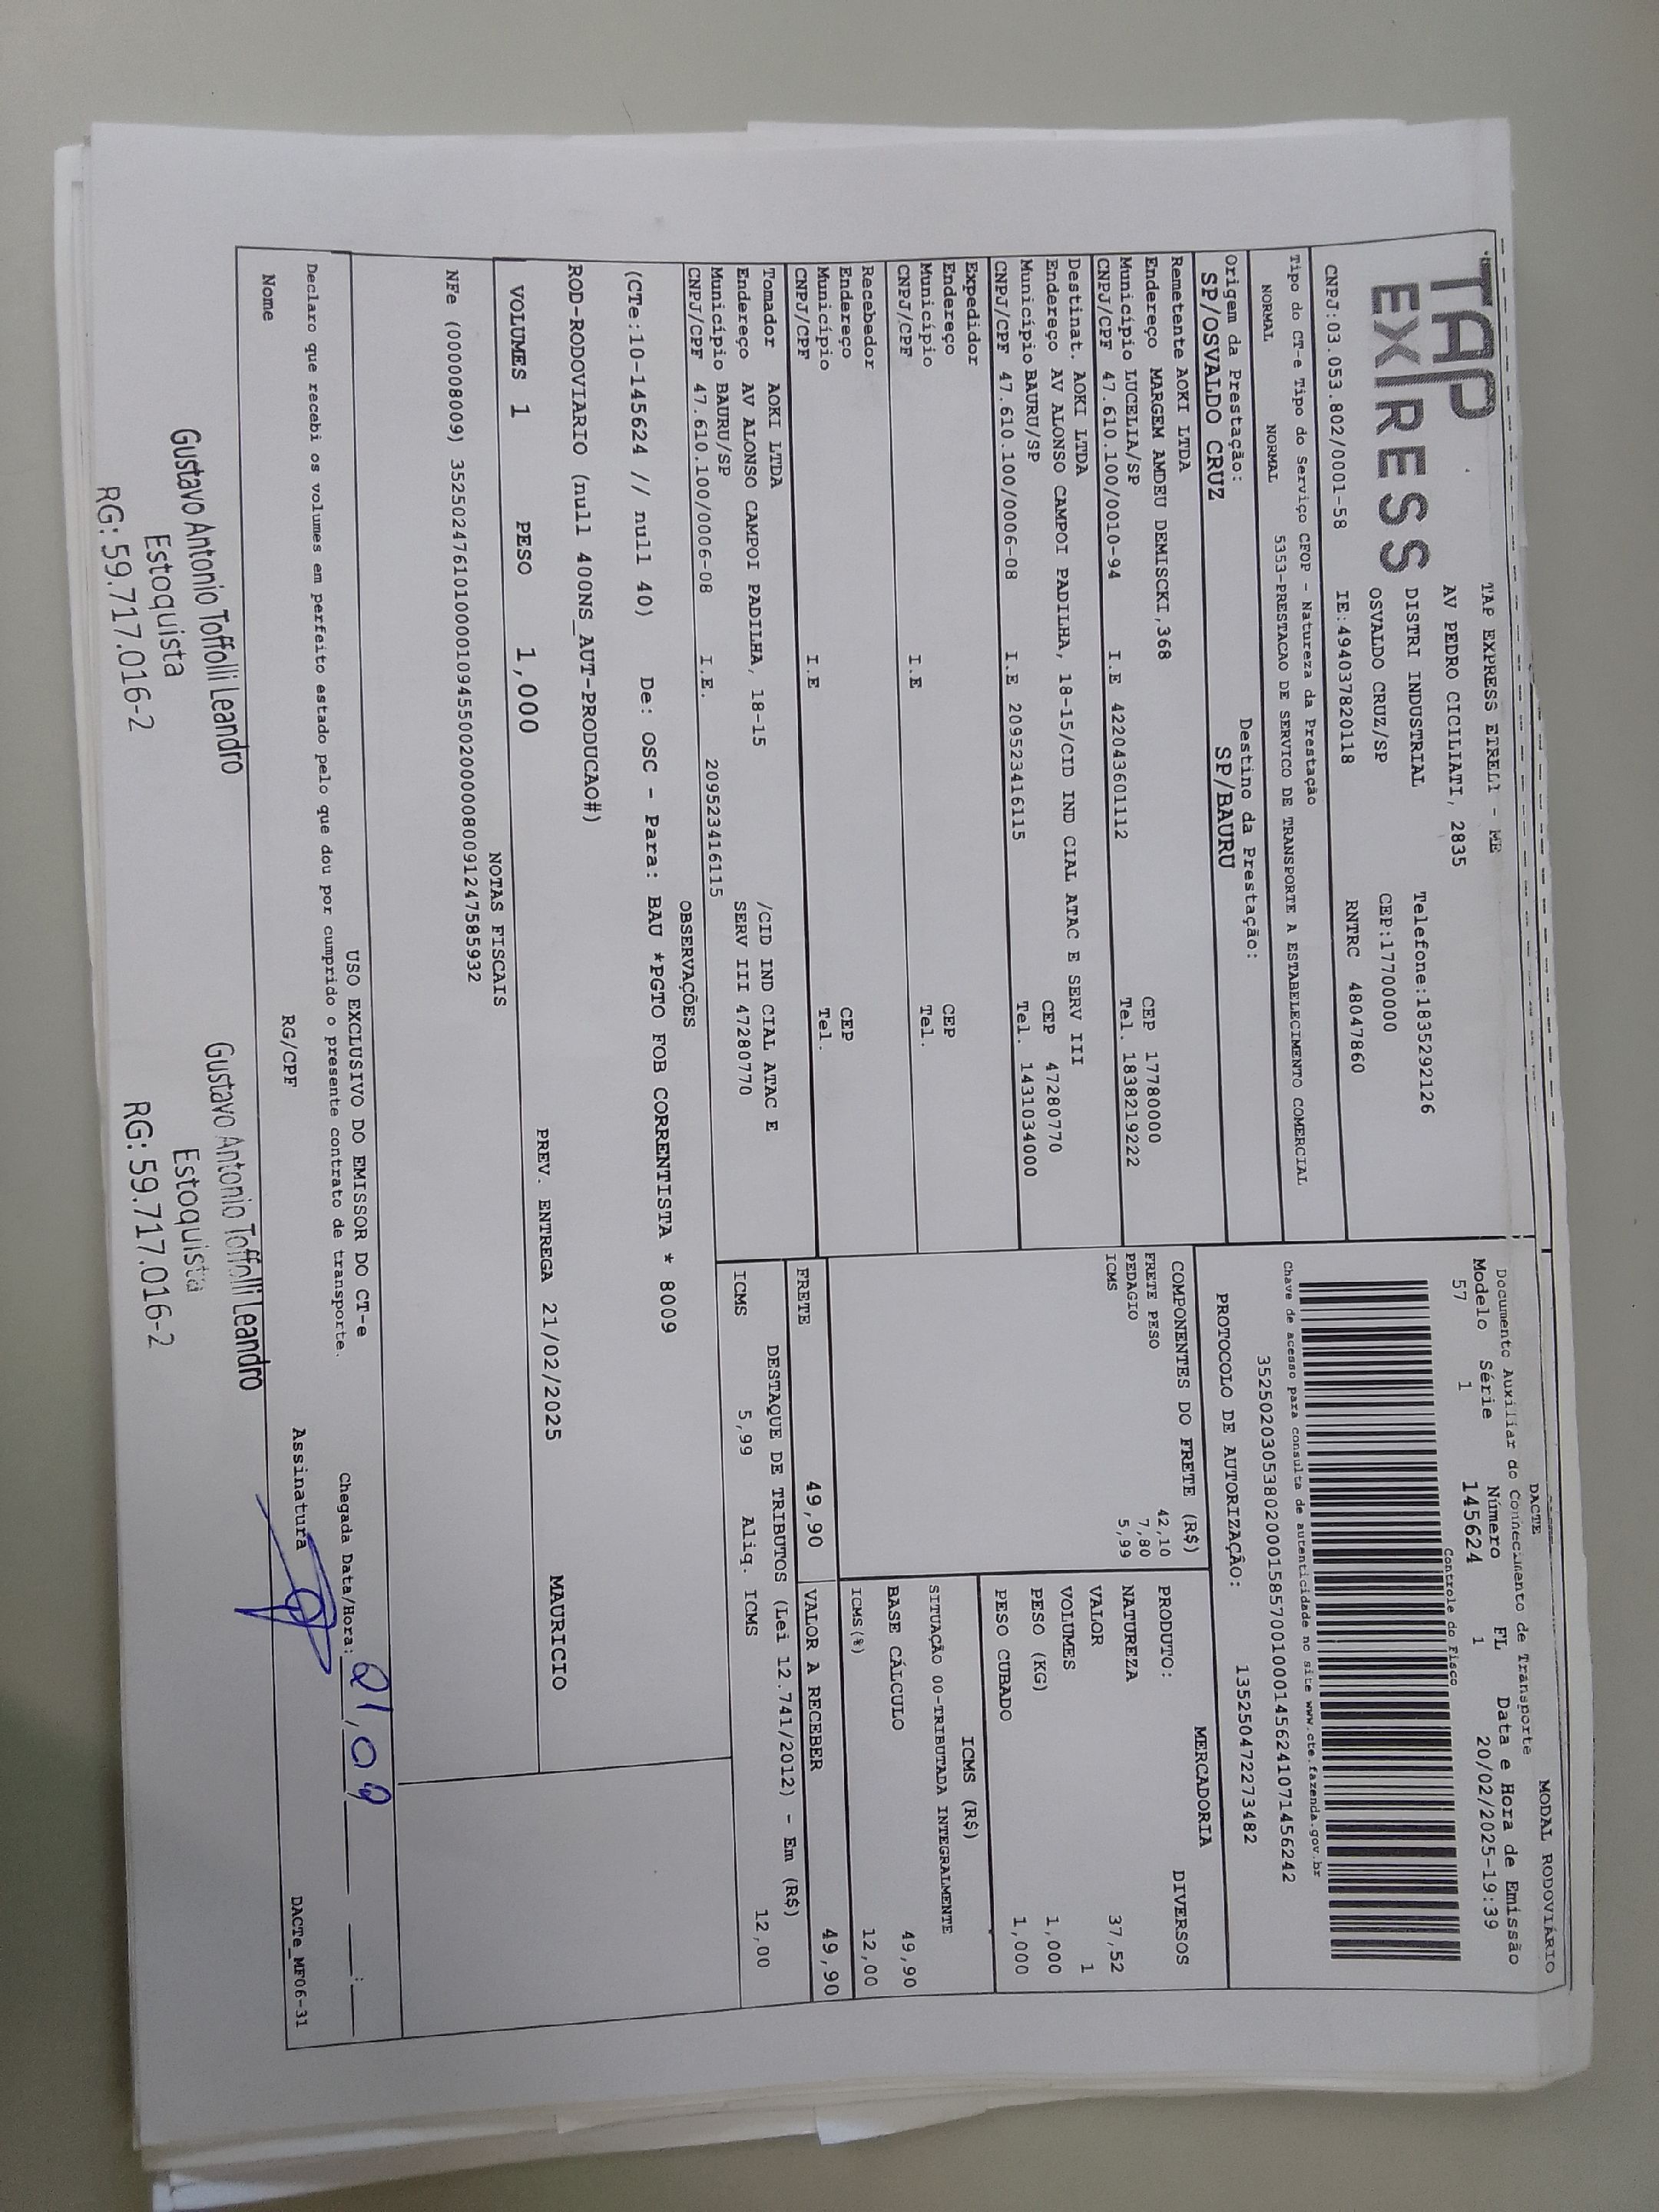 DACTE
MODAL RODOVIÁRIO
TAP EXPRESS
TAP EXPRESS EIRELI - ME
AV PEDRO CICILIATI, 2835
DISTRI INDUSTRIAL
Telefone:1835292126
OSVALDO CRUZ/SP
CEP:17700000
CNPJ:03.053.802/0001-58
IE:494037820118
RNTRC 48047860
Documento Auxiliar do Conhecimento de Transporte
Modelo Série Número FL Data e Hora de Emissão
57 1 145624 1 20/02/2025-19:39
Controle do Fisco
Chave de acesso para consulta de autenticidade no site www.cte.fazenda.gov.br
35250203053802000158570010001456241071456242
PROTOCOLO DE AUTORIZAÇÃO: 135250472273482
Tipo do CT-e Tipo do Serviço CFOP - Natureza da Prestação
NORMAL NORMAL 5353-PRESTACAO DE SERVICO DE TRANSPORTE A ESTABELECIMENTO COMERCIAL
Origem da Prestação: Destino da Prestação:
SP/OSVALDO CRUZ SP/BAURU
Remetente AOKI LTDA
Endereço MARGEM AMDEU DEMISCKI,368 CEP 17780000
Município LUCELIA/SP Tel. 1838219222
CNPJ/CPF 47.610.100/0010-94 I.E 422043601112
Destinat. AOKI LTDA
Endereço AV ALONSO CAMPOI PADILHA, 18-15/CID IND CIAL ATAC E SERV III
CEP 47280770
Município BAURU/SP Tel. 1431034000
CNPJ/CPF 47.610.100/0006-08 I.E 209523416115
Expedidor
Endereço CEP
Município Tel.
CNPJ/CPF I.E
Recebedor
Endereço CEP
Município Tel.
CNPJ/CPF I.E
Tomador AOKI LTDA
Endereço AV ALONSO CAMPOI PADILHA, 18-15 /CID IND CIAL ATAC E
Município BAURU/SP SERV III 47280770
CNPJ/CPF 47.610.100/0006-08 I.E. 209523416115
COMPONENTES DO FRETE (R$)
FRETE PESO 42,10
PEDAGIO 7,80
ICMS 5,99
MERCADORIA
PRODUTO: DIVERSOS
NATUREZA
VALOR 37,52
VOLUMES 1
PESO (KG) 1,000
PESO CUBADO 1,000
ICMS (R$)
SITUAÇÃO 00-TRIBUTADA INTEGRALMENTE
BASE CÁLCULO 49,90
ICMS(%) 12,00
FRETE 49,90 VALOR A RECEBER 49,90
DESTAQUE DE TRIBUTOS (Lei 12.741/2012) - Em (R$)
ICMS 5,99 Aliq. ICMS 12,00
OBSERVAÇÕES
(CTe:10-145624 // null 40) De: OSC - Para: BAU *PGTO FOB CORRENTISTA * 8009
ROD-RODOVIARIO (null 400NS_AUT-PRODUCAO#)
VOLUMES 1 PESO 1,000 PREV. ENTREGA 21/02/2025 MAURICIO
NOTAS FISCAIS
NFe (000008009) 35250247610100001094550020000080091247585932
USO EXCLUSIVO DO EMISSOR DO CT-e
Declaro que recebi os volumes em perfeito estado pelo que dou por cumprido o presente contrato de transporte.
Chegada Data/Hora:
Nome RG/CPF Assinatura
DACTe_MF06-31
Gustavo Antonio Toffolli Leandro
Estoquista
RG: 59.717.016-2
Gustavo Antonio Toffolli Leandro
Estoquista
RG: 59.717.016-2